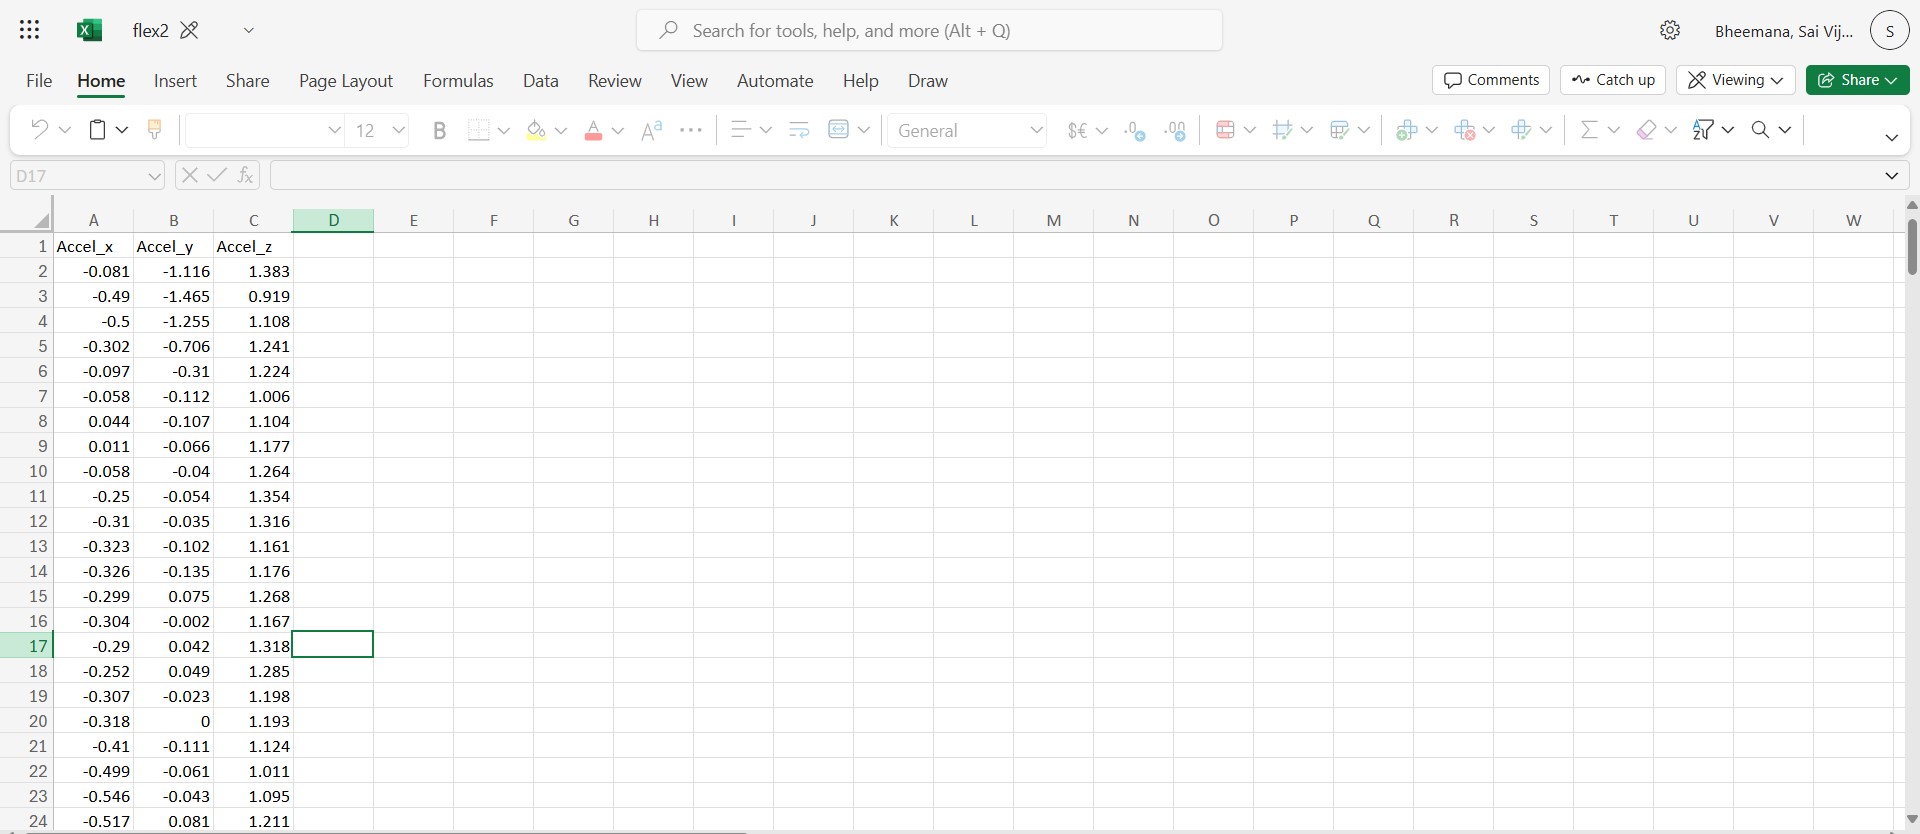 flex2
Search for tools, help, and more (Alt + Q)
Bheemana, Sai Vij...
S
File Home Insert Share Page Layout Formulas Data Review View Automate Help Draw
Comments Catch up Viewing Share
12 B A A^a General $€ .0 .00
D17 fx
A B C D E F G H I J K L M N O P Q R S T U V W
1 Accel_x Accel_y Accel_z
2 -0.081 -1.116 1.383
3 -0.49 -1.465 0.919
4 -0.5 -1.255 1.108
5 -0.302 -0.706 1.241
6 -0.097 -0.31 1.224
7 -0.058 -0.112 1.006
8 0.044 -0.107 1.104
9 0.011 -0.066 1.177
10 -0.058 -0.04 1.264
11 -0.25 -0.054 1.354
12 -0.31 -0.035 1.316
13 -0.323 -0.102 1.161
14 -0.326 -0.135 1.176
15 -0.299 0.075 1.268
16 -0.304 -0.002 1.167
17 -0.29 0.042 1.318
18 -0.252 0.049 1.285
19 -0.307 -0.023 1.198
20 -0.318 0 1.193
21 -0.41 -0.111 1.124
22 -0.499 -0.061 1.011
23 -0.546 -0.043 1.095
24 -0.517 0.081 1.211